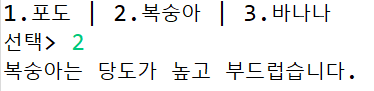 1.포도 | 2.복숭아 | 3.바나나
선택> 2
복숭아는 당도가 높고 부드럽습니다.